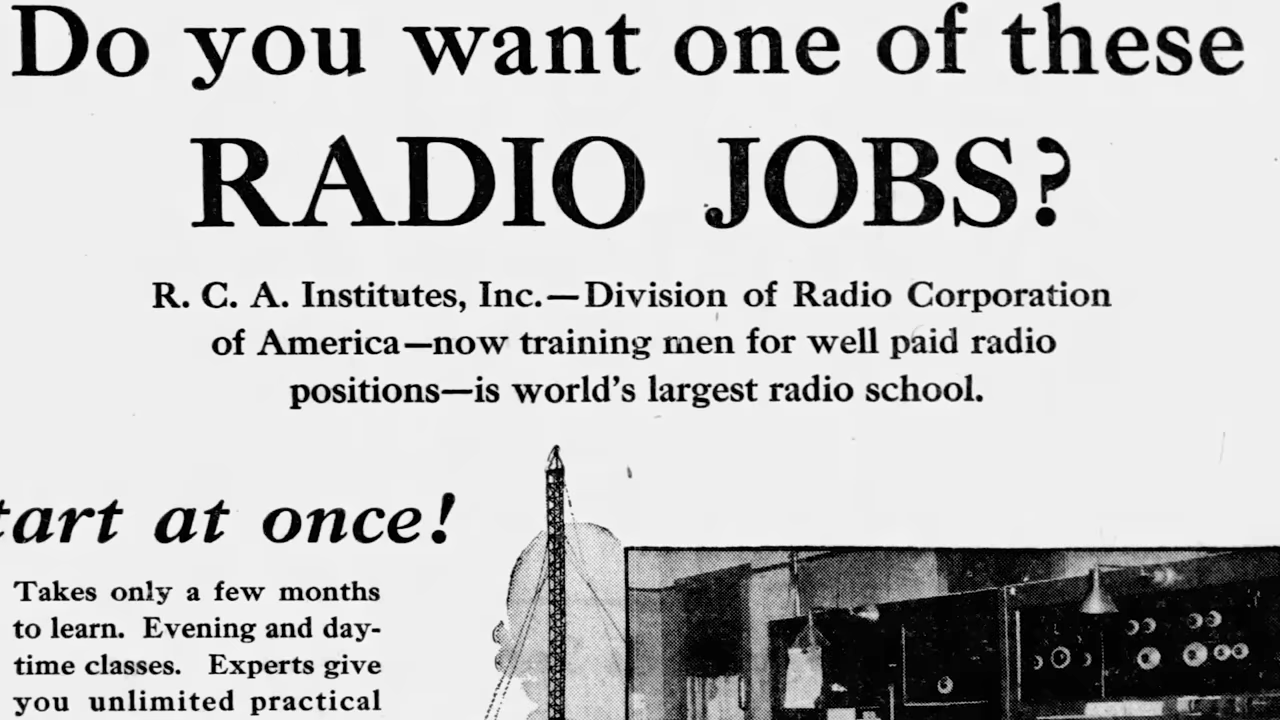 Do you want one of these
RADIO JOBS?
R. C. A. Institutes, Inc.—Division of Radio Corporation
of America—now training men for well paid radio
positions—is world's largest radio school.
tart at once!
Takes only a few months
to learn. Evening and day-
time classes. Experts give
you unlimited practical